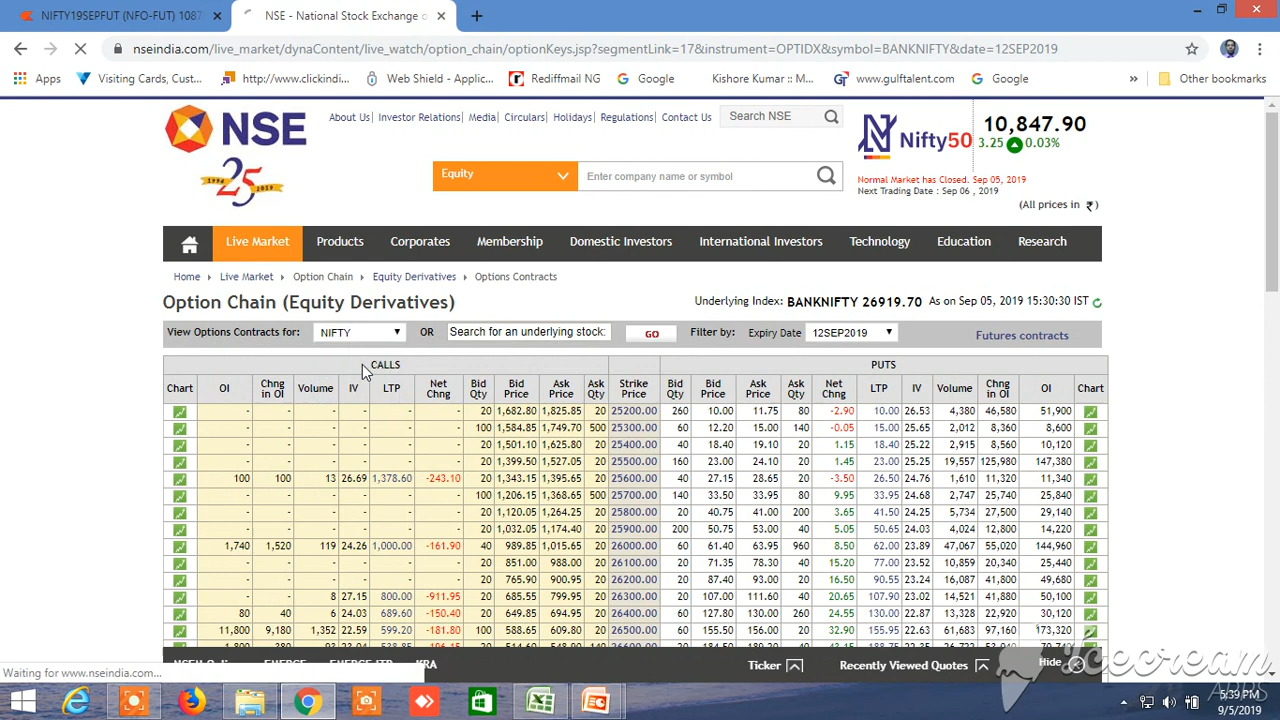 NIFTY19SEPFUT (NFO-FUT) 1087 × NSE - National Stock Exchange o × +
nseindia.com/live_market/dynaContent/live_watch/option_chain/optionKeys.jsp?segmentLink=17&instrument=OPTIDX&symbol=BANKNIFTY&date=12SEP2019
Apps Visiting Cards, Cust... http://www.clickindi... Web Shield - Applic... Rediffmail NG Google Kishore Kumar :: M... www.gulftalent.com Google » Other bookmarks
NSE
1994 25 2019
About Us Investor Relations Media Circulars Holidays Regulations Contact Us Search NSE
Equity Enter company name or symbol
Nifty50 10,847.90
3.25 0.03%
Normal Market has Closed. Sep 05, 2019
Next Trading Date : Sep 06 , 2019
(All prices in ₹)
Live Market Products Corporates Membership Domestic Investors International Investors Technology Education Research
Home Live Market Option Chain Equity Derivatives Options Contracts
Option Chain (Equity Derivatives) Underlying Index: BANKNIFTY 26919.70 As on Sep 05, 2019 15:30:30 IST
View Options Contracts for: NIFTY OR Search for an underlying stock: GO Filter by: Expiry Date 12SEP2019 Futures contracts
CALLS PUTS
Chart OI Chng in OI Volume IV LTP Net Chng Bid Qty Bid Price Ask Price Ask Qty Strike Price Bid Qty Bid Price Ask Price Ask Qty Net Chng LTP IV Volume Chng in OI OI Chart
- - - - - - 20 1,682.80 1,825.85 20 25200.00 260 10.00 11.75 80 -2.90 10.00 26.53 4,380 46,580 51,900
- - - - - - 100 1,584.85 1,749.70 500 25300.00 60 12.20 15.00 140 -0.05 15.00 25.65 2,012 8,360 8,600
- - - - - - 20 1,501.10 1,625.80 20 25400.00 40 18.40 19.10 20 1.15 18.40 25.22 2,915 8,560 10,120
- - - - - - 20 1,399.50 1,527.05 20 25500.00 160 23.00 24.10 20 1.45 23.00 25.25 19,557 125,980 147,380
100 100 13 26.69 1,378.60 -243.10 20 1,343.15 1,395.65 20 25600.00 40 27.15 28.65 20 -3.50 26.50 24.76 1,610 11,320 11,340
- - - - - - 100 1,206.15 1,368.65 500 25700.00 140 33.50 33.95 80 9.95 33.95 24.68 2,747 25,740 25,840
- - - - - - 20 1,120.05 1,264.25 20 25800.00 20 40.75 41.00 200 3.65 41.50 24.25 5,734 27,500 29,140
- - - - - - 20 1,032.05 1,174.40 20 25900.00 200 50.75 53.00 40 5.05 50.65 24.03 4,024 12,800 14,220
1,740 1,520 119 24.26 1,000.00 -161.90 40 989.85 1,015.65 20 26000.00 60 61.40 63.95 960 8.50 62.00 23.89 47,067 55,020 144,960
- - - - - - 20 851.00 988.00 20 26100.00 60 71.35 78.30 60 15.20 77.00 23.52 10,859 20,340 25,440
- - - - - - 20 765.90 900.95 20 26200.00 20 87.40 93.00 20 16.50 90.55 23.24 16,087 41,800 49,680
- - 8 27.15 800.00 -911.95 20 685.55 799.95 20 26300.00 20 107.00 111.60 40 20.65 107.90 23.02 14,521 41,880 50,100
80 40 6 24.03 689.60 -150.40 20 649.85 694.95 20 26400.00 60 127.80 130.00 260 24.55 130.00 22.87 13,328 22,920 30,120
11,800 9,180 1,352 22.59 599.20 -181.80 100 588.65 609.80 20 26500.00 60 155.50 156.00 20 32.90 155.95 22.63 61,683 97,160 173,320
EMERGE KRA Ticker Recently Viewed Quotes Hide
Waiting for www.nseindia.com...
icecream
APPS
5:39 PM
9/5/2019